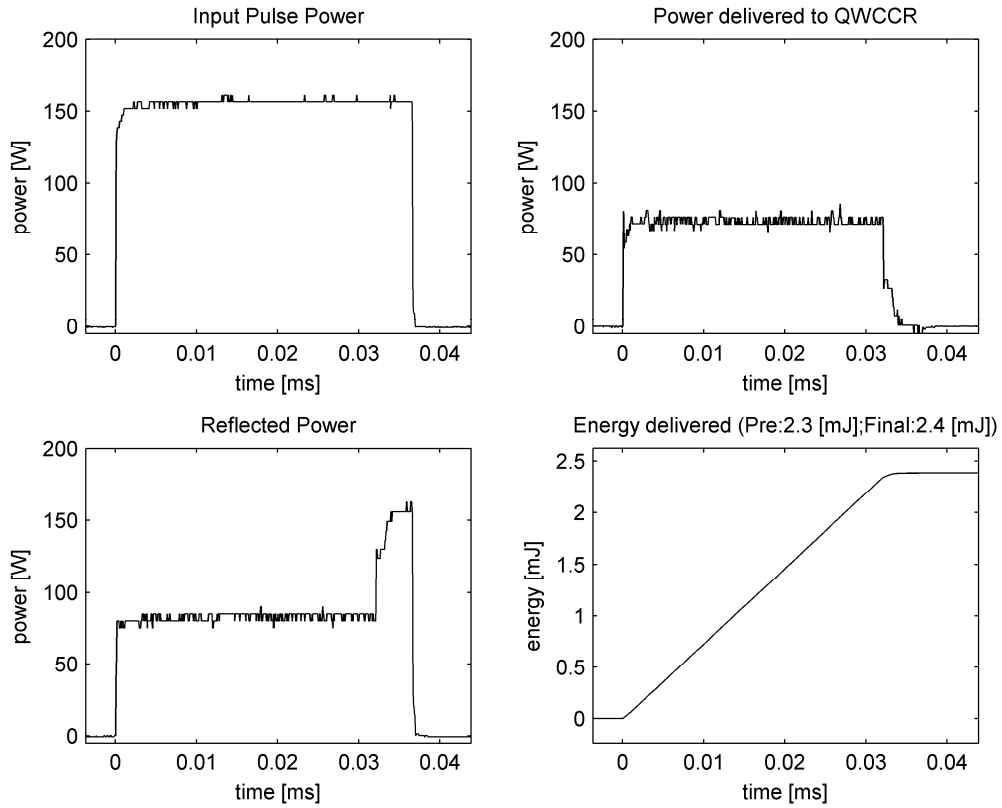 Input Pulse Power
200
150
100
50
0
power [W]
0 0.01 0.02 0.03 0.04
time [ms]
Power delivered to QWCCR
200
150
100
50
0
power [W]
0 0.01 0.02 0.03 0.04
time [ms]
Reflected Power
200
150
100
50
0
power [W]
0 0.01 0.02 0.03 0.04
time [ms]
Energy delivered (Pre:2.3 [mJ];Final:2.4 [mJ])
2.5
2
1.5
1
0.5
0
energy [mJ]
0 0.01 0.02 0.03 0.04
time [ms]